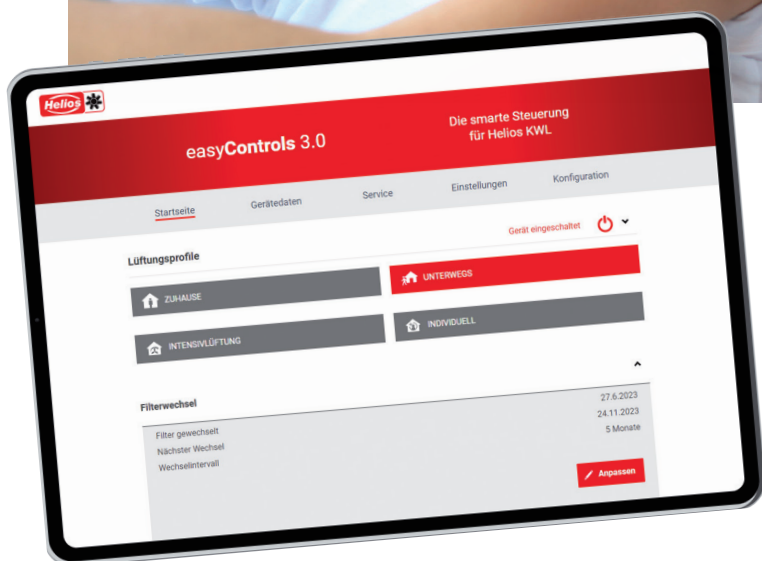 Helios
easyControls 3.0
Die smarte Steuerung
für Helios KWL
Startseite Gerätedaten Service Einstellungen Konfiguration
Lüftungsprofile
Gerät eingeschaltet
ZUHAUSE
UNTERWEGS
INTENSIVLÜFTUNG
INDIVIDUELL
Filterwechsel
Filter gewechselt 27.6.2023
Nächster Wechsel 24.11.2023
Wechselintervall 5 Monate
Anpassen